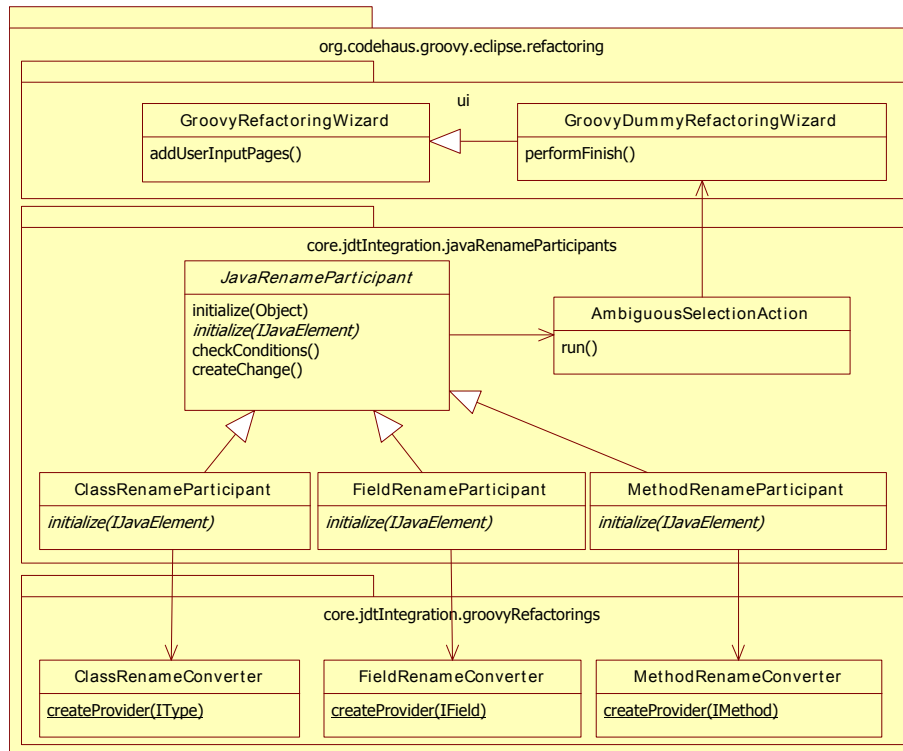 org.codehaus.groovy.eclipse.refactoring
ui
GroovyRefactoringWizard
addUserInputPages()
GroovyDummyRefactoringWizard
performFinish()
core.jdtIntegration.javaRenameParticipants
JavaRenameParticipant
initialize(Object)
initialize(IJavaElement)
checkConditions()
createChange()
AmbiguousSelectionAction
run()
ClassRenameParticipant
initialize(IJavaElement)
FieldRenameParticipant
initialize(IJavaElement)
MethodRenameParticipant
initialize(IJavaElement)
core.jdtIntegration.groovyRefactorings
ClassRenameConverter
createProvider(IType)
FieldRenameConverter
createProvider(IField)
MethodRenameConverter
createProvider(IMethod)